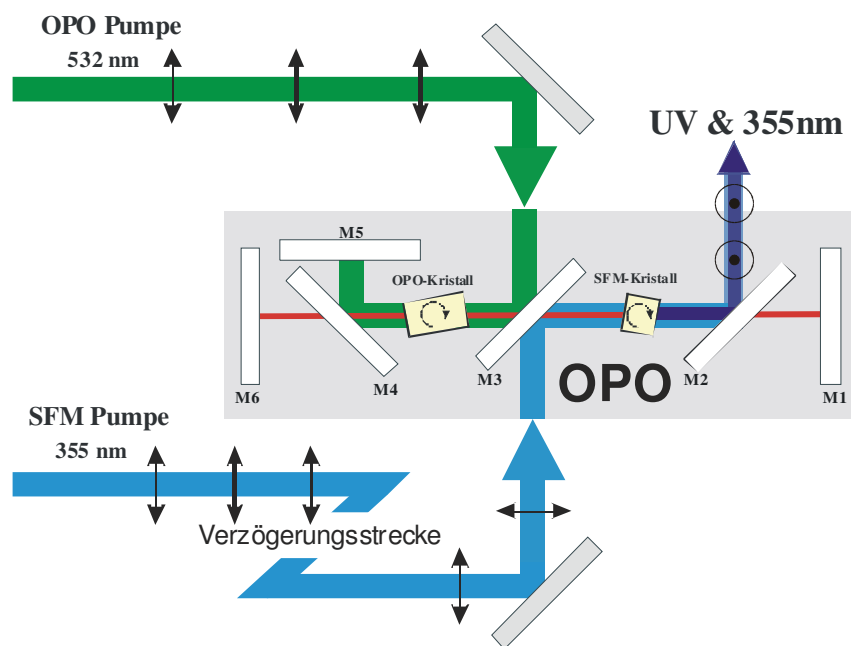 OPO Pumpe
532 nm
UV & 355nm
M5
OPO-Kristall
SFM-Kristall
M6
M4
M3
OPO
M2
M1
SFM Pumpe
355 nm
Verzögerungsstrecke